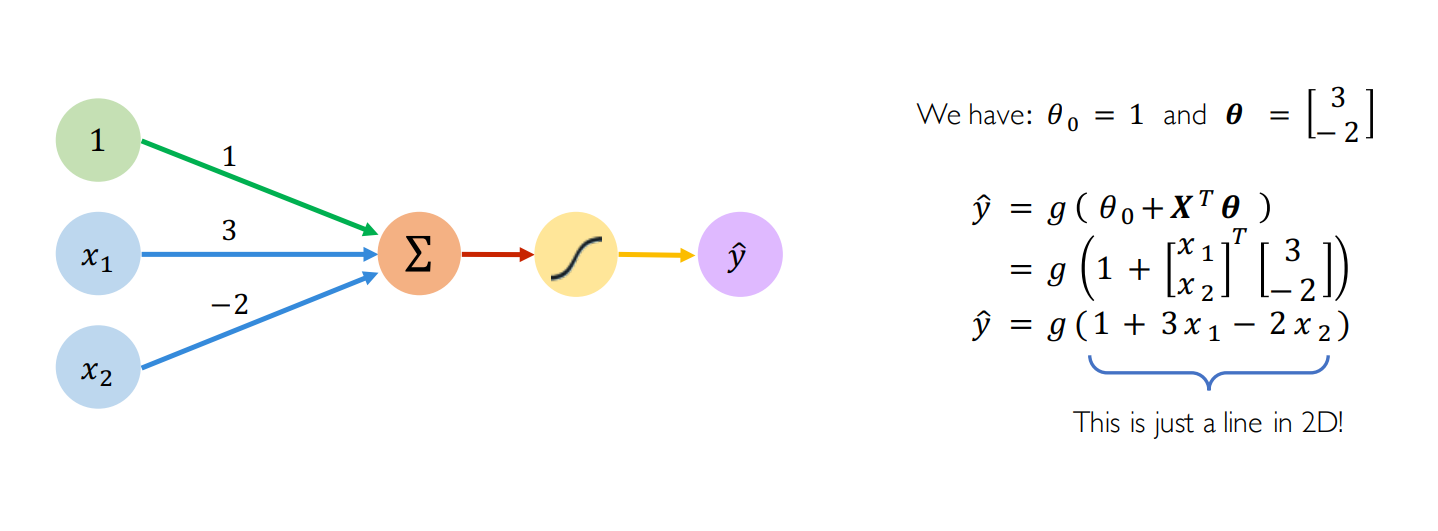 1
1
x₁
3
Σ
ŷ
−2
x₂
We have: θ₀ = 1 and θ = [3 −2]
ŷ = g ( θ₀ + Xᵀ θ )
= g (1 + [x₁ x₂]ᵀ [3 −2])
ŷ = g (1 + 3x₁ − 2x₂)
This is just a line in 2D!